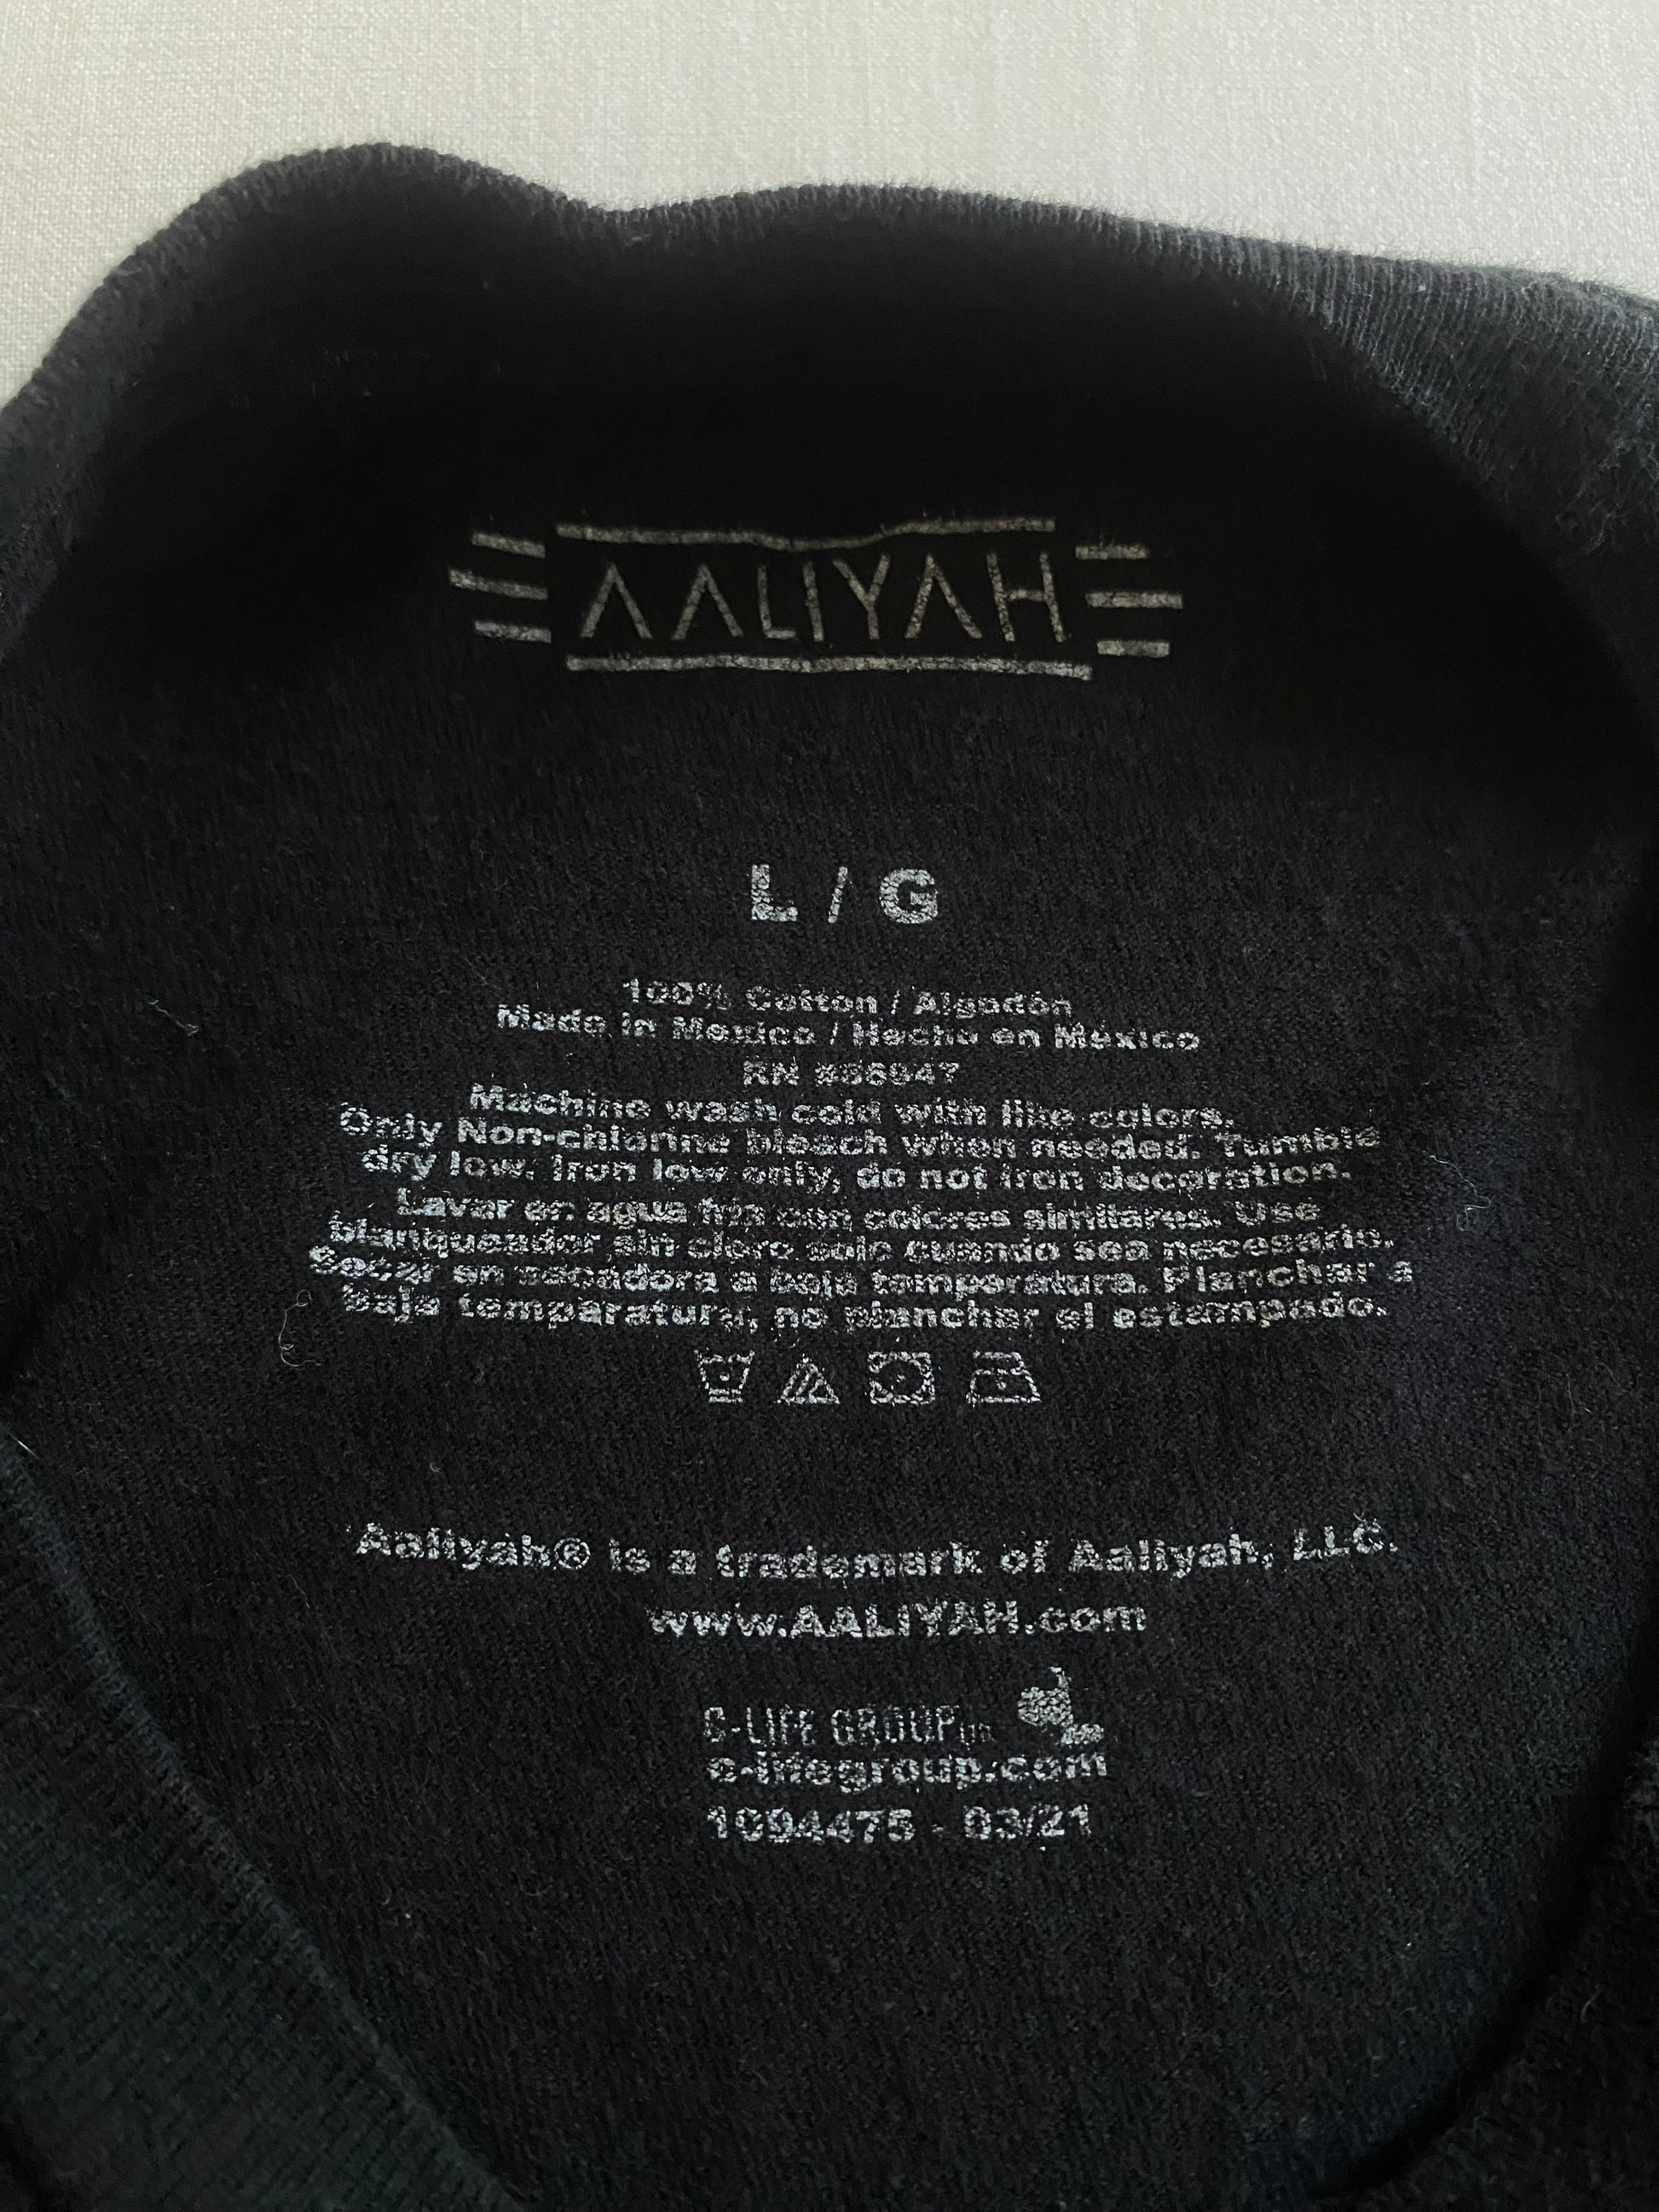 AALIYAH
L / G
100% Cotton / Algodón
Made in Mexico / Hecho en México
RN #36947
Machine wash cold with like colors.
Only Non-chlorine bleach when needed. Tumble
dry low. Iron low only, do not iron decoration.
Lavar en agua fria con colores similares. Use
blanqueador sin cloro solo cuando sea necesario.
Secar en secadora a baja temperatura. Planchar a
baja temperatura, no planchar el estampado.
Aaliyah® is a trademark of Aaliyah, LLC.
www.AALIYAH.com
C-LIFE GROUP
c-lifegroup.com
1094475 - 03/21